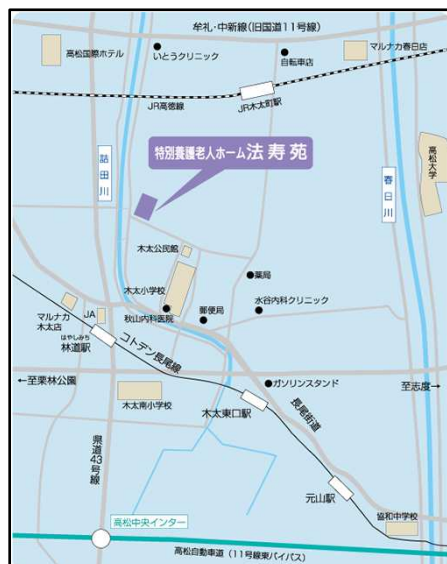 牟礼・中新線(旧国道11号線)
高松国際ホテル
いとうクリニック
自転車店
マルナカ春日店
JR高徳線
JR木太町駅
詰田川
特別養護老人ホーム法寿苑
春日川
高松大学
木太公民館
木太小学校
薬局
水谷内科クリニック
秋山内科医院
郵便局
マルナカ
木太店
JA
はやしみち
林道駅
コトデン長尾線
←至栗林公園
ガソリンスタンド
至志度→
木太南小学校
木太東口駅
長尾街道
県道43号線
元山駅
協和中学校
高松中央インター
高松自動車道(11号線東バイパス)